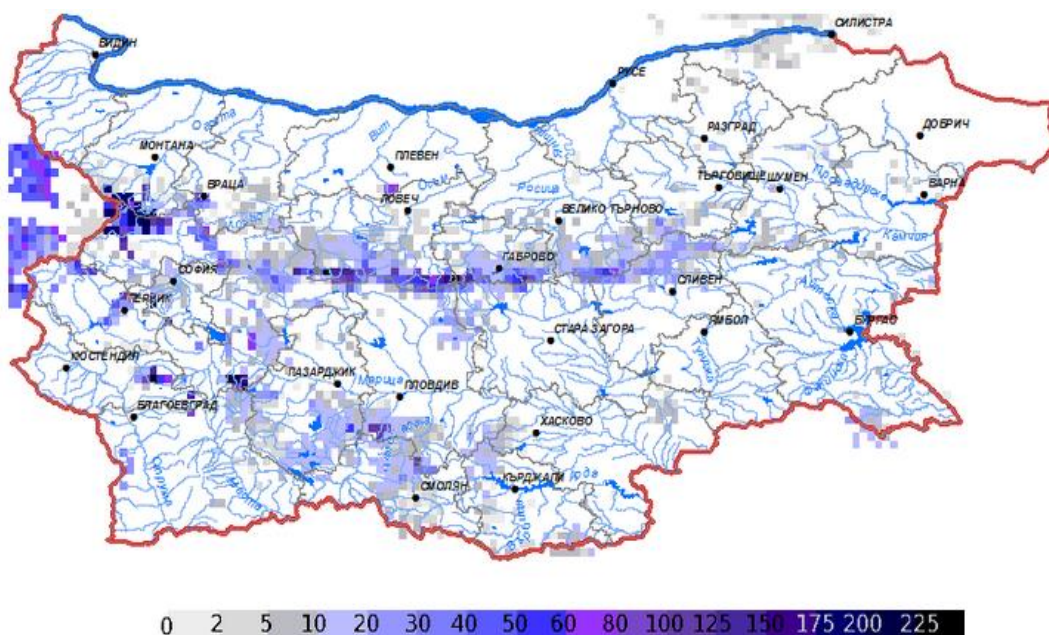 СИЛИСТРА
ВИДИН
РУСЕ
ДОБРИЧ
РАЗГРАД
МОНТАНА
Огоста
Вит
ПЛЕВЕН
ТЪРГОВИЩЕ
ШУМЕН
ВРАЦА
Осъм
Росица
Провадийска
ВАРНА
ЛОВЕЧ
ВЕЛИКО ТЪРНОВО
Камчия
СОФИЯ
ГАБРОВО
СЛИВЕН
ПЕРНИК
СТАРА ЗАГОРА
ЯМБОЛ
БУРГАС
КЮСТЕНДИЛ
ПАЗАРДЖИК
Марица
ПЛОВДИВ
БЛАГОЕВГРАД
ХАСКОВО
Струма
Места
СМОЛЯН
КЪРДЖАЛИ
Арда
0 2 5 10 20 30 40 50 60 80 100 125 150 175 200 225